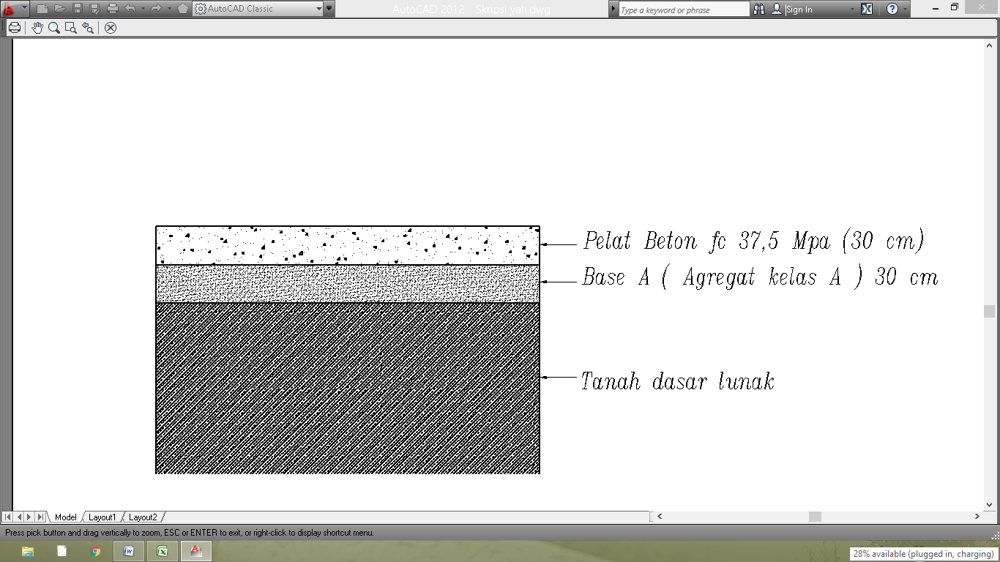 AutoCAD Classic
AutoCAD 2012 Skripsi yah.dwg
Type a keyword or phrase
Sign In
Pelat Beton fc 37,5 Mpa (30 cm)
Base A ( Agregat kelas A ) 30 cm
Tanah dasar lunak
Model Layout1 Layout2
Press pick button and drag vertically to zoom, ESC or ENTER to exit, or right-click to display shortcut menu.
28% available (plugged in, charging)